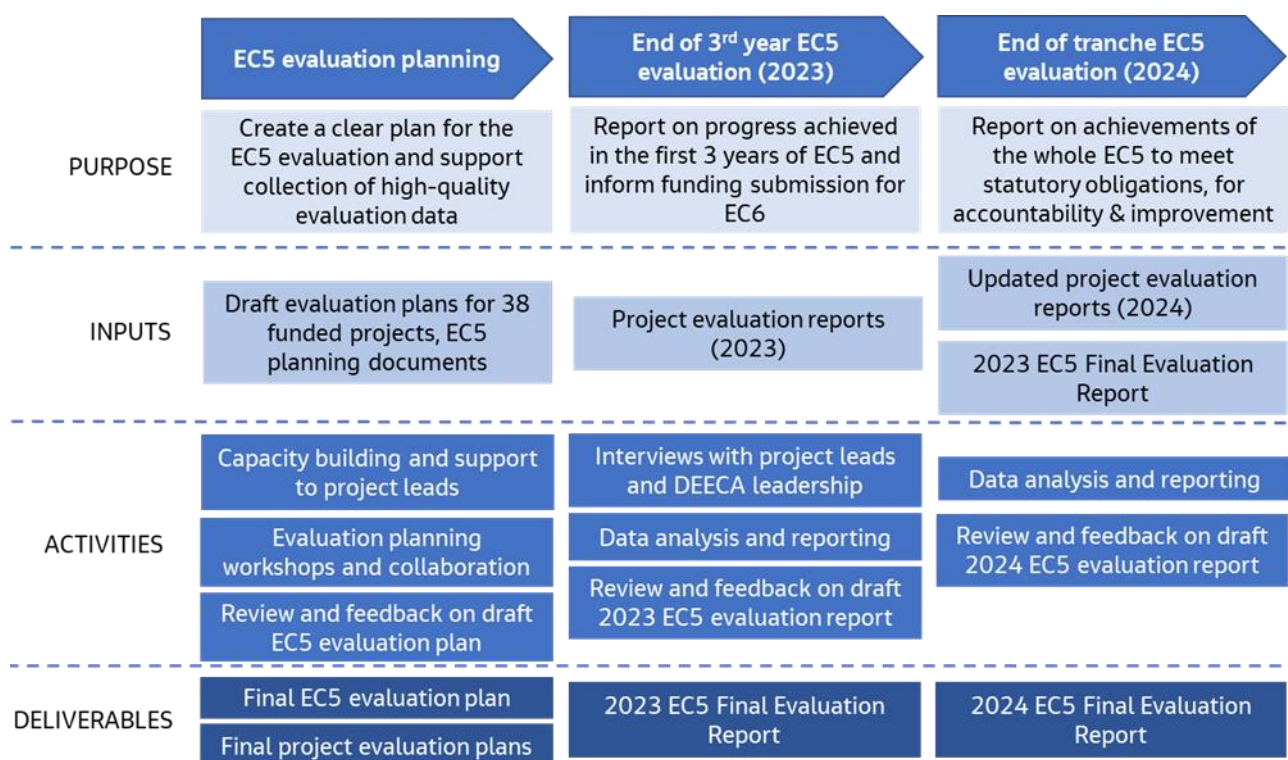 EC5 evaluation planning
End of 3rd year EC5
evaluation (2023)
End of tranche EC5
evaluation (2024)
PURPOSE
Create a clear plan for the
EC5 evaluation and support
collection of high-quality
evaluation data
Report on progress achieved
in the first 3 years of EC5 and
inform funding submission for
EC6
Report on achievements of
the whole EC5 to meet
statutory obligations, for
accountability & improvement
INPUTS
Draft evaluation plans for 38
funded projects, EC5
planning documents
Project evaluation reports
(2023)
Updated project evaluation
reports (2024)
2023 EC5 Final Evaluation
Report
ACTIVITIES
Capacity building and support
to project leads
Evaluation planning
workshops and collaboration
Review and feedback on draft
EC5 evaluation plan
Interviews with project leads
and DEECA leadership
Data analysis and reporting
Review and feedback on draft
2023 EC5 evaluation report
Data analysis and reporting
Review and feedback on draft
2024 EC5 evaluation report
DELIVERABLES
Final EC5 evaluation plan
Final project evaluation plans
2023 EC5 Final Evaluation
Report
2024 EC5 Final Evaluation
Report